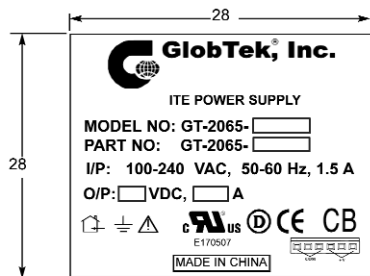 28
28
GlobTek®, Inc.
ITE POWER SUPPLY
MODEL NO: GT-2065-
PART NO: GT-2065-
I/P: 100-240 VAC, 50-60 Hz, 1.5 A
O/P: VDC, A
c RU US D CE CB
E170507
MADE IN CHINA